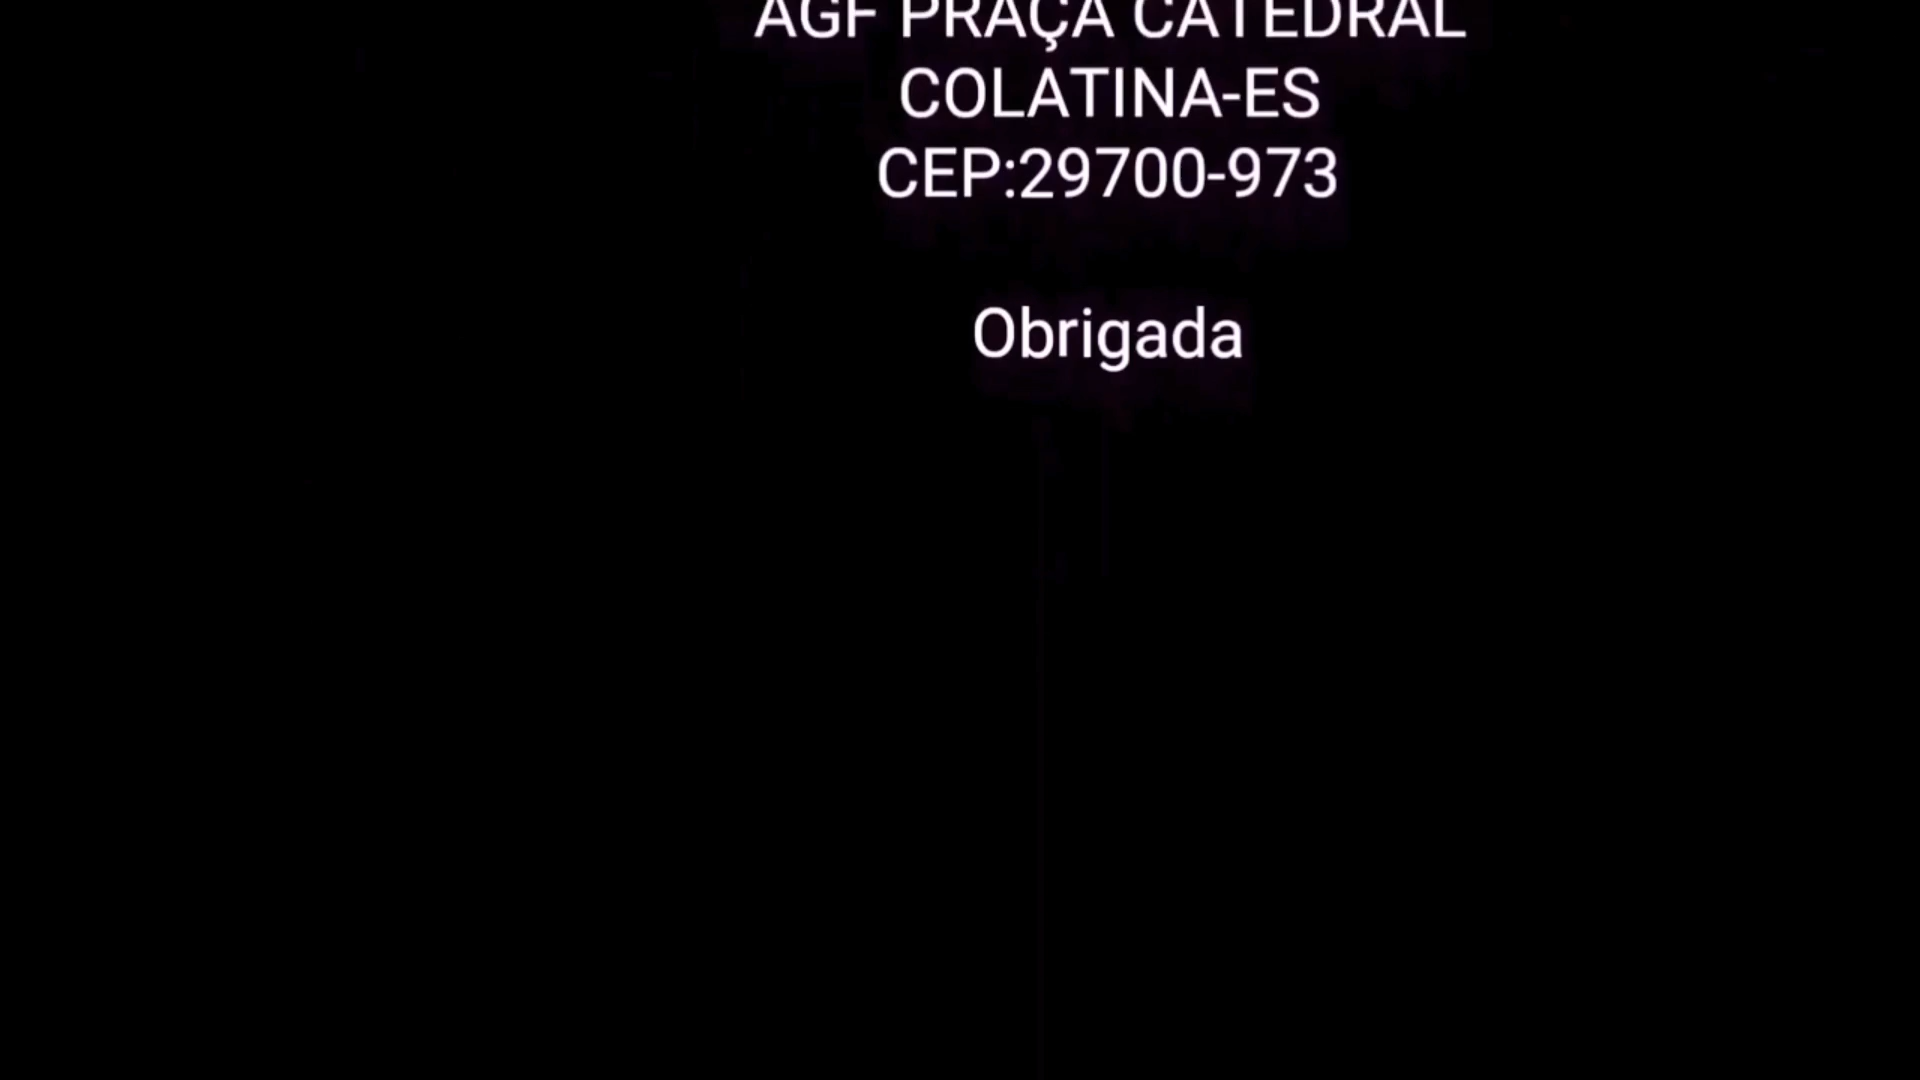 AGF PRAÇA CATEDRAL
COLATINA-ES
CEP:29700-973
Obrigada